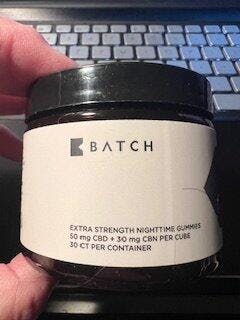 BATCH
EXTRA STRENGTH NIGHTTIME GUMMIES
50 mg CBD + 30 mg CBN PER CUBE
30 CT PER CONTAINER